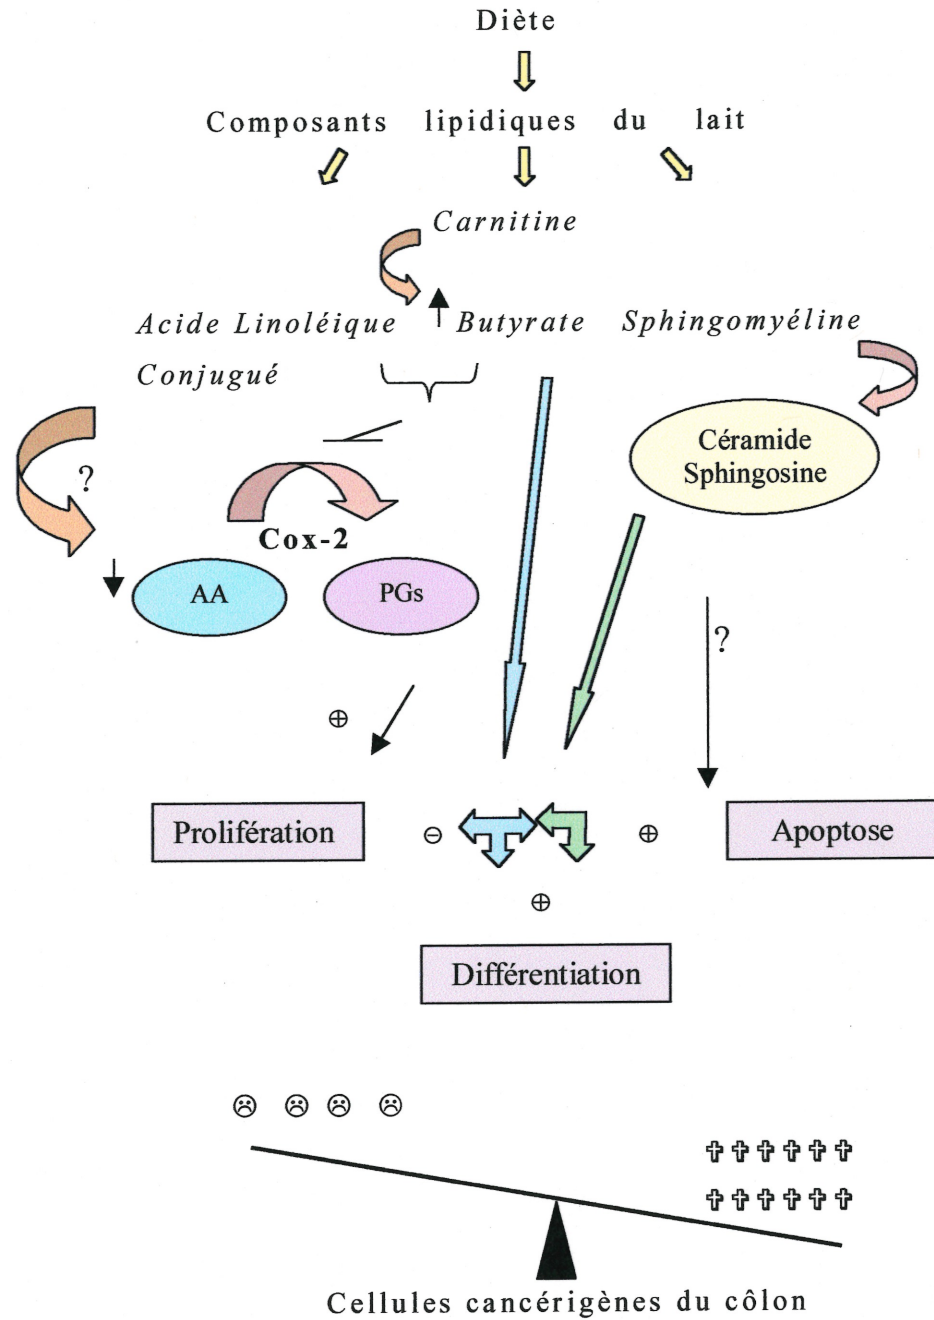 Diète
Composants lipidiques du lait
Carnitine
Acide Linoléique
Conjugué
Butyrate
Sphingomyéline
Céramide
Sphingosine
?
Cox-2
AA
PGs
?
⊕
Prolifération
⊖
⊕
Apoptose
⊕
Différentiation
Cellules cancérigènes du côlon